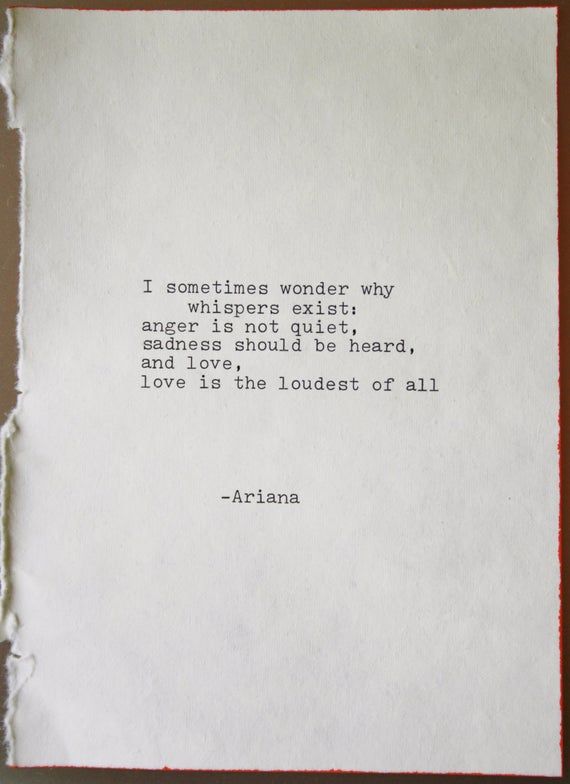 I sometimes wonder why
whispers exist:
anger is not quiet,
sadness should be heard,
and love,
love is the loudest of all
-Ariana